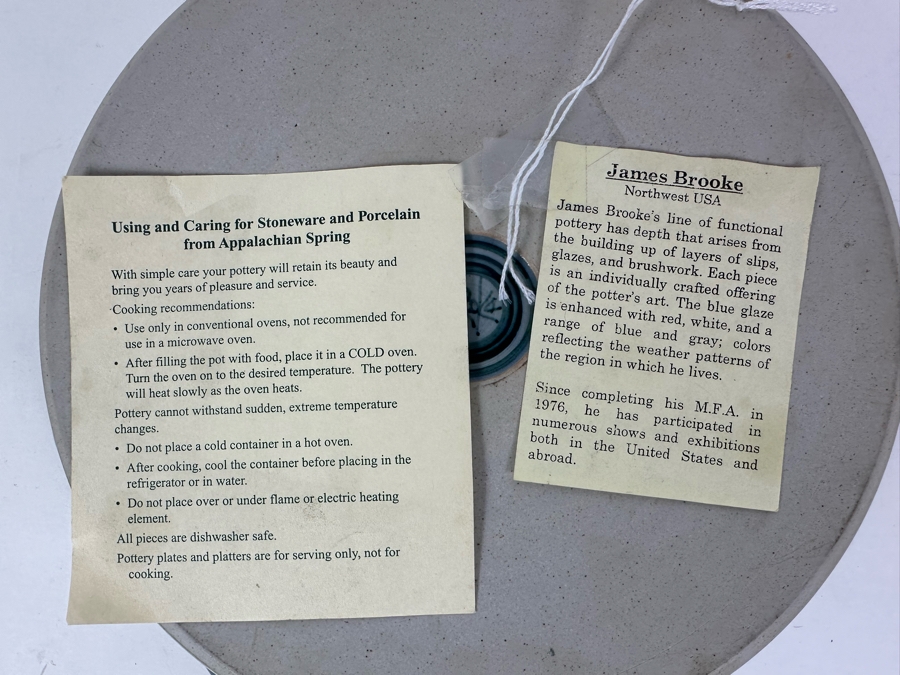 Using and Caring for Stoneware and Porcelain
from Appalachian Spring
With simple care your pottery will retain its beauty and
bring you years of pleasure and service.
Cooking recommendations:
• Use only in conventional ovens, not recommended for
use in a microwave oven.
• After filling the pot with food, place it in a COLD oven.
Turn the oven on to the desired temperature. The pottery
will heat slowly as the oven heats.
Pottery cannot withstand sudden, extreme temperature
changes.
• Do not place a cold container in a hot oven.
• After cooking, cool the container before placing in the
refrigerator or in water.
• Do not place over or under flame or electric heating
element.
All pieces are dishwasher safe.
Pottery plates and platters are for serving only, not for
cooking.
James Brooke
Northwest USA
James Brooke's line of functional
pottery has depth that arises from
the building up of layers of slips,
glazes, and brushwork. Each piece
is an individually crafted offering
of the potter's art. The blue glaze
is enhanced with red, white, and a
range of blue and gray; colors
reflecting the weather patterns of
the region in which he lives.
Since completing his M.F.A. in
1976, he has participated in
numerous shows and exhibitions
both in the United States and
abroad.